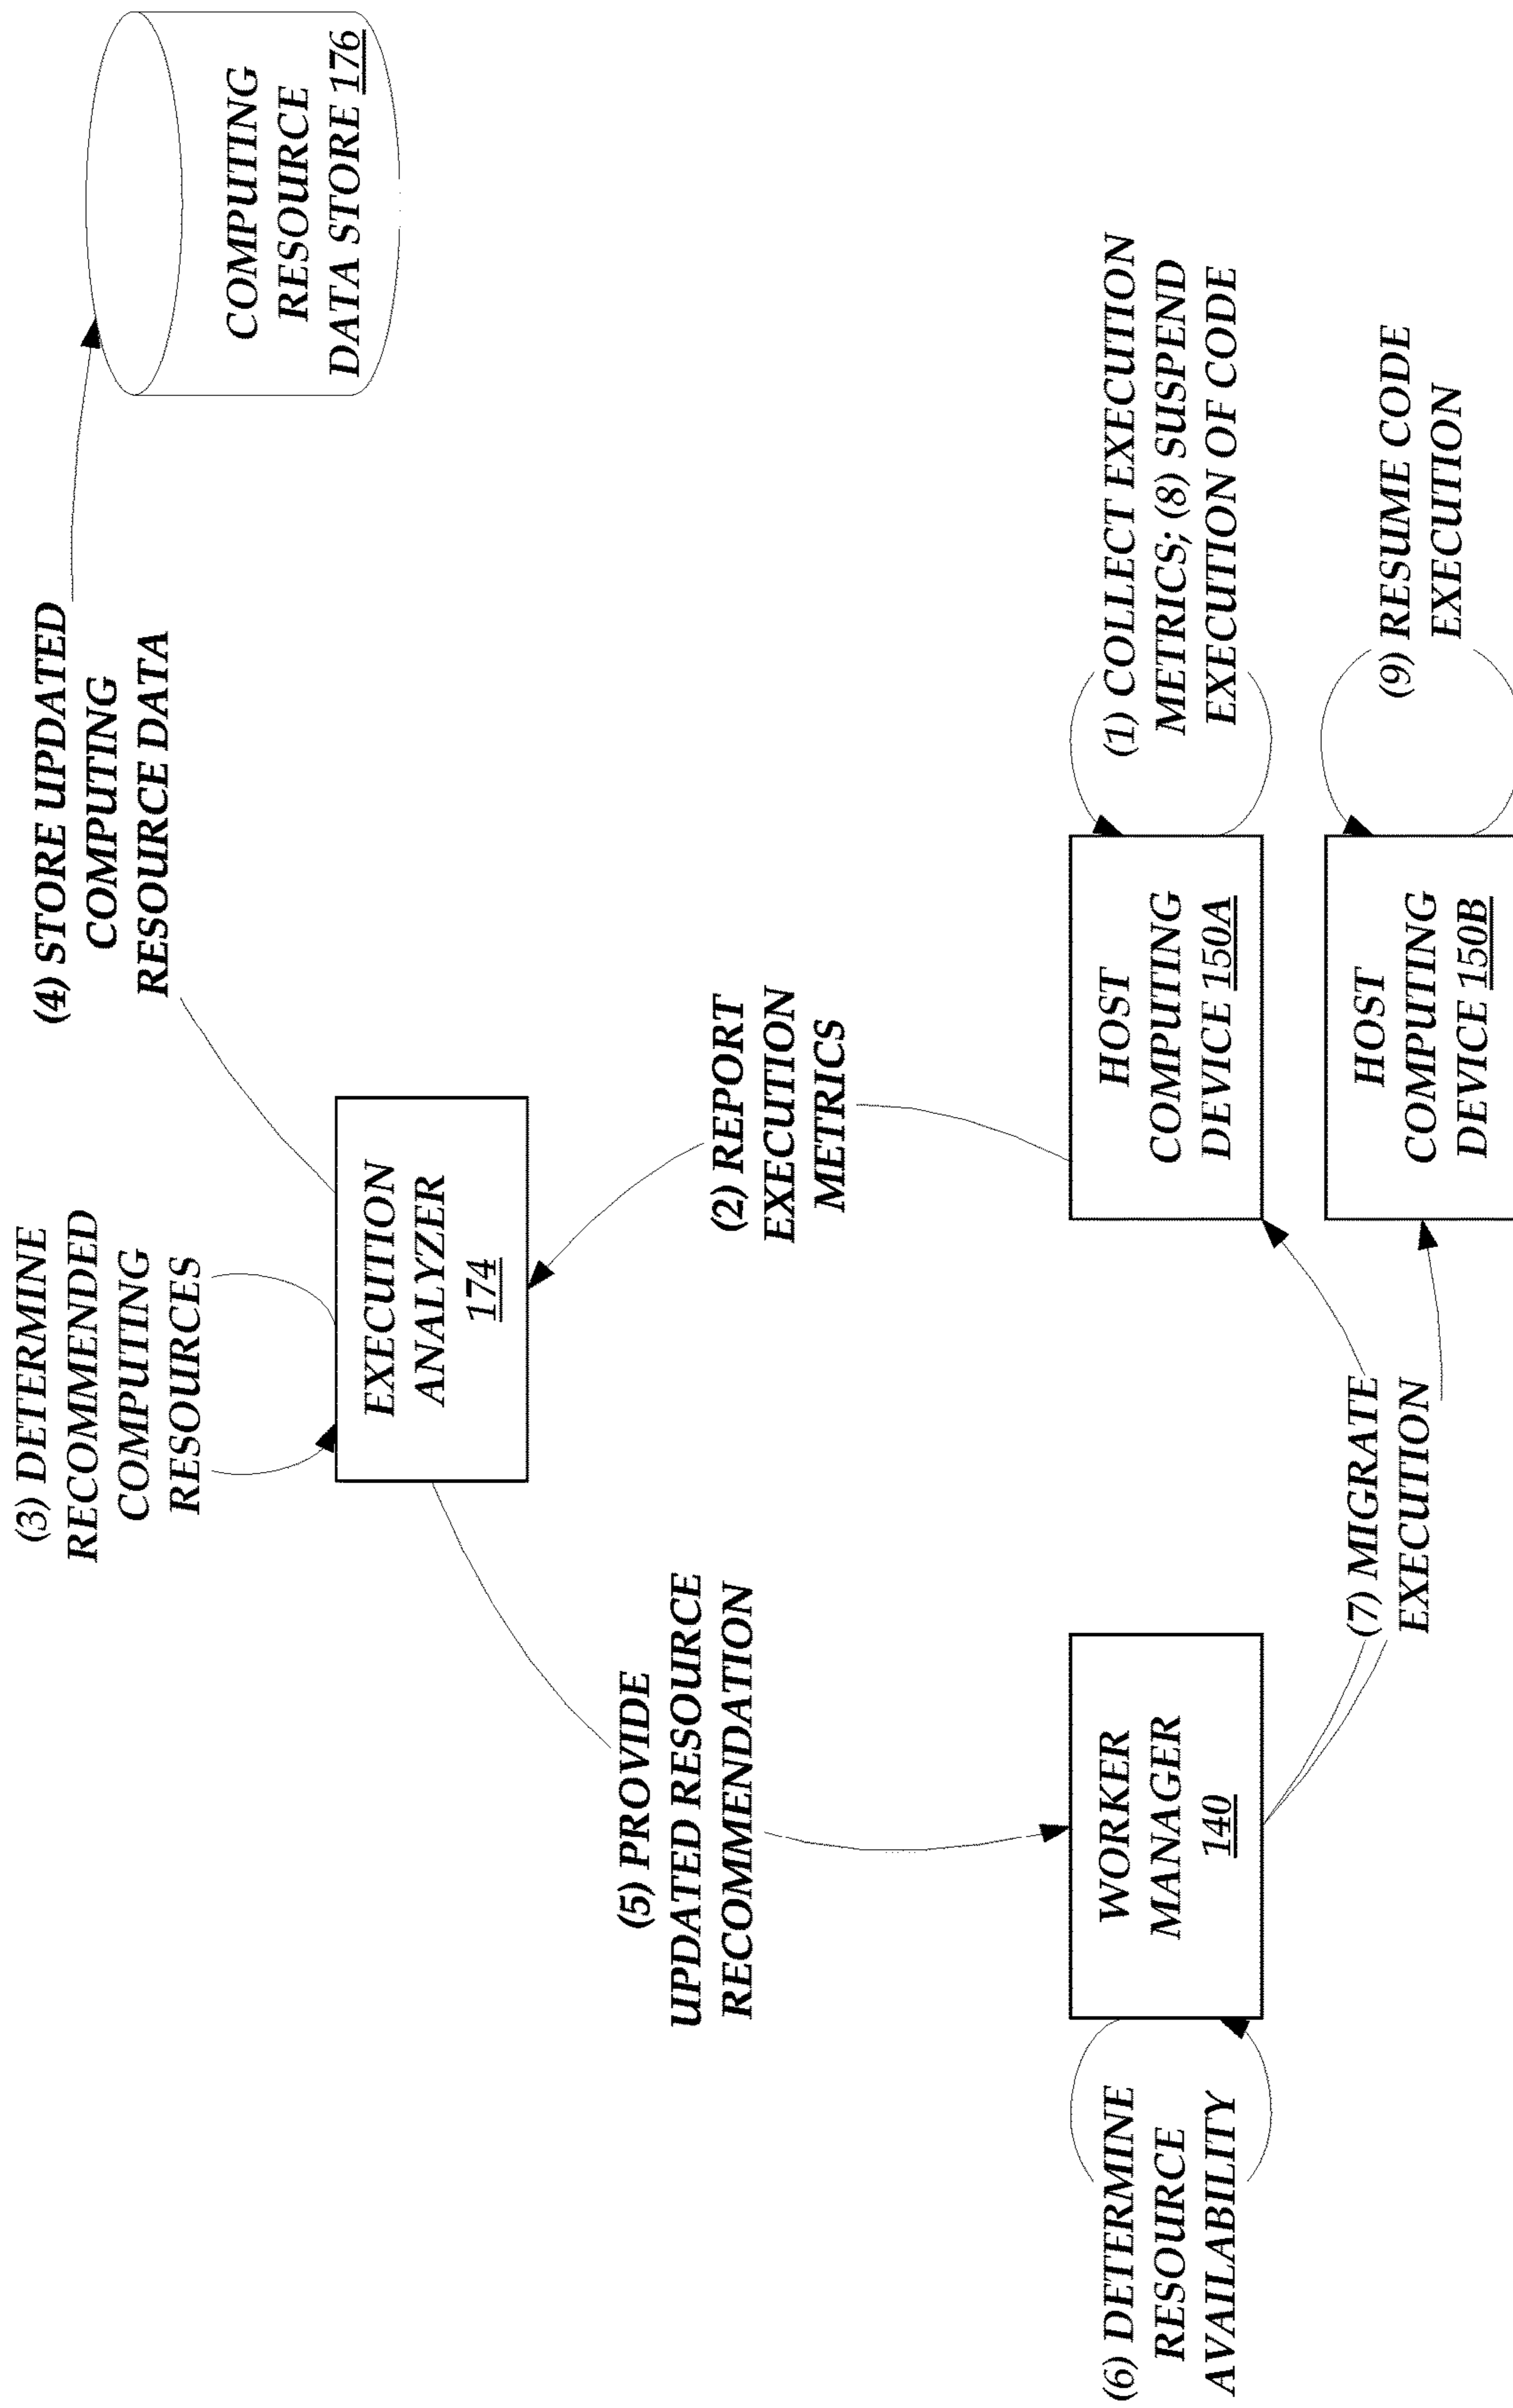 (3) DETERMINE
RECOMMENDED
COMPUTING
RESOURCES
(4) STORE UPDATED
COMPUTING
RESOURCE DATA
COMPUTING
RESOURCE
DATA STORE 176
EXECUTION
ANALYZER
174
(5) PROVIDE
UPDATED RESOURCE
RECOMMENDATION
(2) REPORT
EXECUTION
METRICS
(6) DETERMINE
RESOURCE
AVAILABILITY
WORKER
MANAGER
140
HOST
COMPUTING
DEVICE 150A
(1) COLLECT EXECUTION
METRICS; (8) SUSPEND
EXECUTION OF CODE
(7) MIGRATE
EXECUTION
HOST
COMPUTING
DEVICE 150B
(9) RESUME CODE
EXECUTION